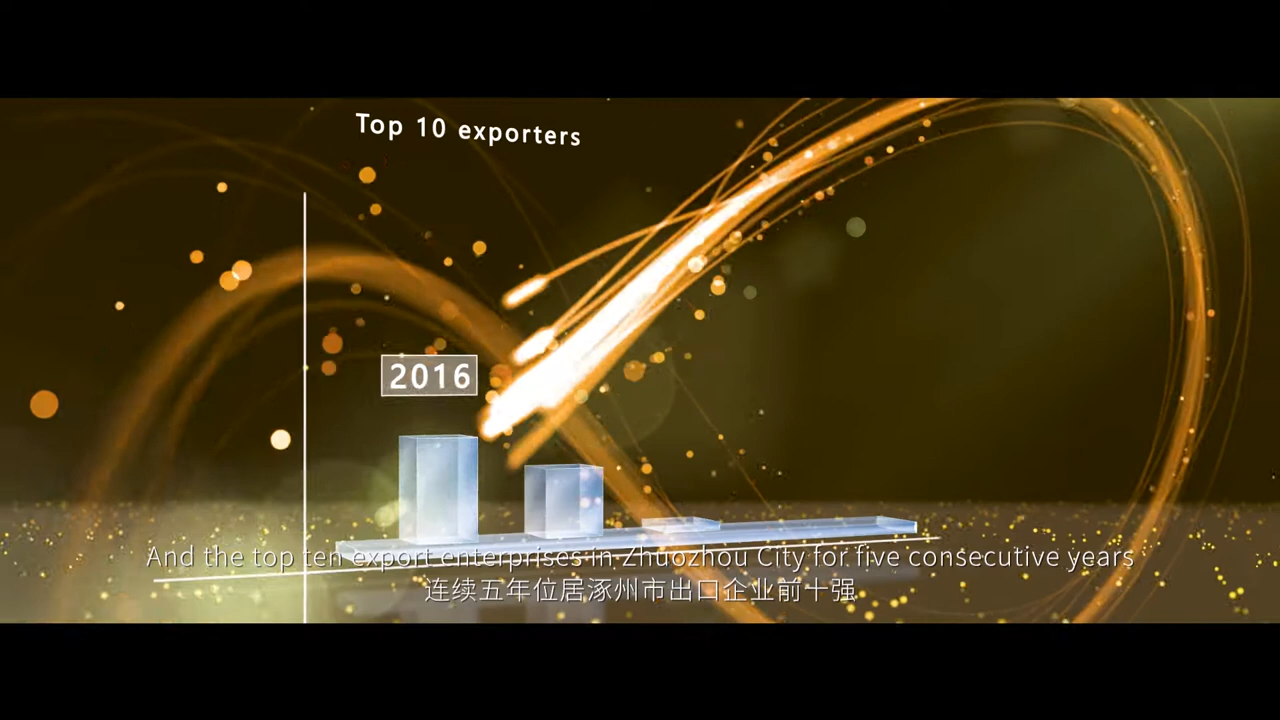 Top 10 exporters
2016
And the top ten export enterprises in Zhuozhou City for five consecutive years
连续五年位居涿州市出口企业前十强